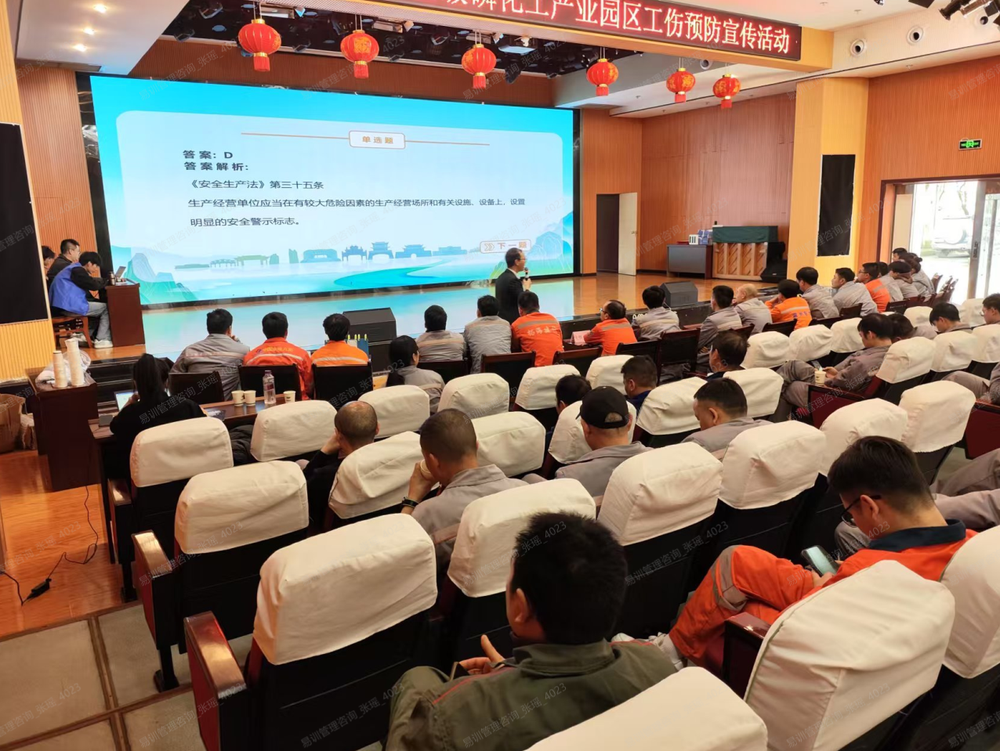 磷化工产业园区工伤预防宣传活动
单选题
答案：D
答案解析：
《安全生产法》第三十五条
生产经营单位应当在有较大危险因素的生产经营场所和有关设施、设备上，设置
明显的安全警示标志。
下一题
易训管理咨询_张瑶_4023